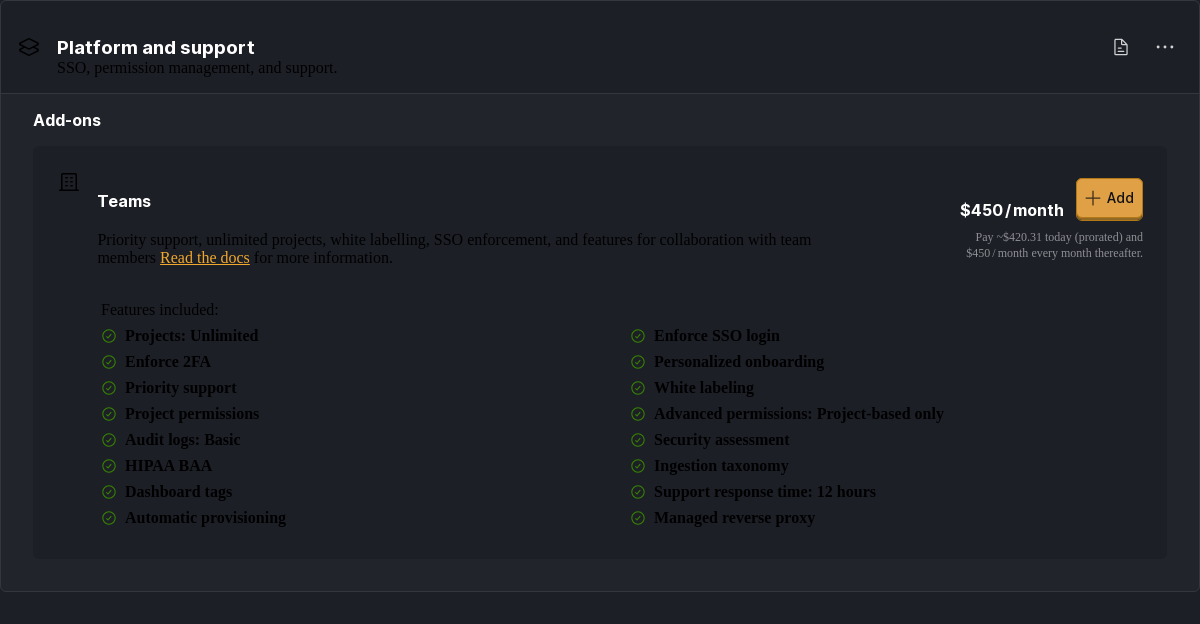 Platform and support
SSO, permission management, and support.
Add-ons
Teams
$450/month
Add
Pay ~$420.31 today (prorated) and
$450/month every month thereafter.
Priority support, unlimited projects, white labelling, SSO enforcement, and features for collaboration with team
members Read the docs for more information.
Features included:
Projects: Unlimited
Enforce SSO login
Enforce 2FA
Personalized onboarding
Priority support
White labeling
Project permissions
Advanced permissions: Project-based only
Audit logs: Basic
Security assessment
HIPAA BAA
Ingestion taxonomy
Dashboard tags
Support response time: 12 hours
Automatic provisioning
Managed reverse proxy